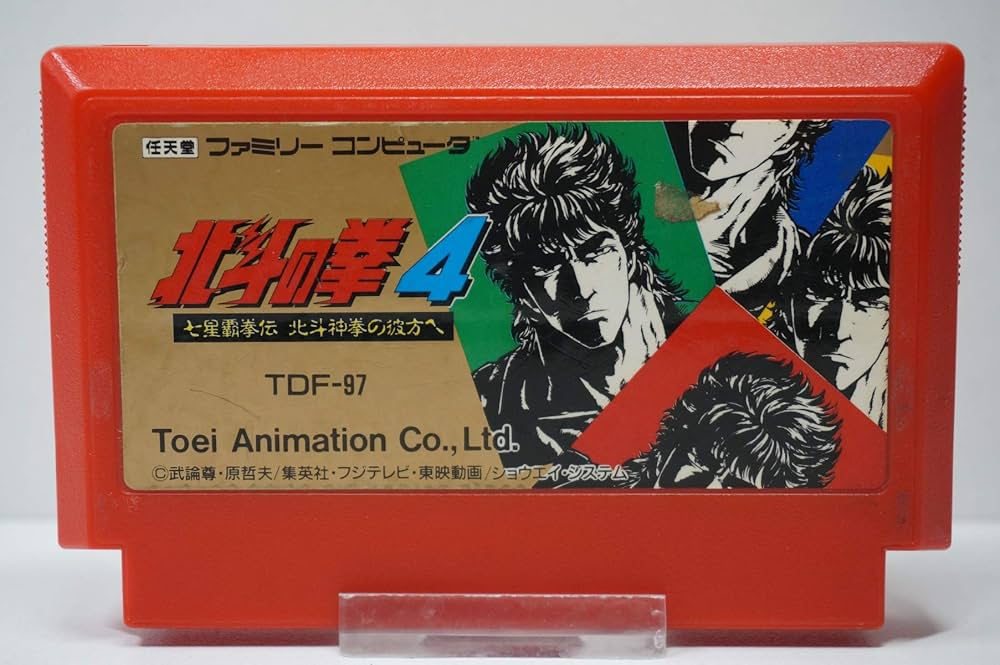 任天堂 ファミリー コンピュータ
北斗の拳4
七星覇拳伝 北斗神拳の彼方へ
TDF-97
Toei Animation Co., Ltd.
©武論尊・原哲夫/集英社・フジテレビ・東映動画/ショウエイ・システム